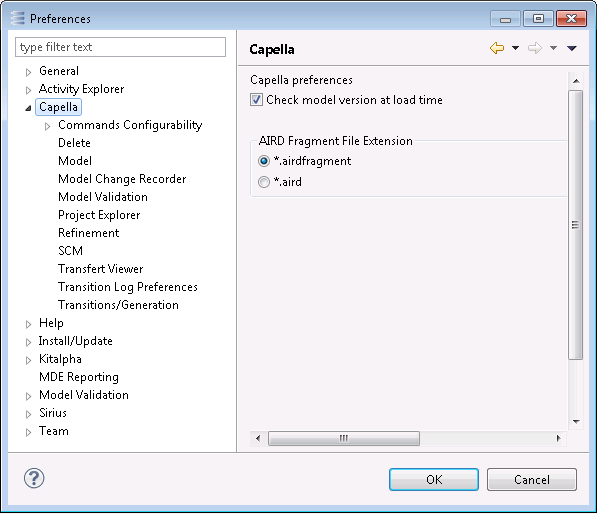 Preferences
type filter text
General
Activity Explorer
Capella
Commands Configurability
Delete
Model
Model Change Recorder
Model Validation
Project Explorer
Refinement
SCM
Transfert Viewer
Transition Log Preferences
Transitions/Generation
Help
Install/Update
Kitalpha
MDE Reporting
Model Validation
Sirius
Team
Capella
Capella preferences
Check model version at load time
AIRD Fragment File Extension
*.airdfragment
*.aird
?
OK
Cancel